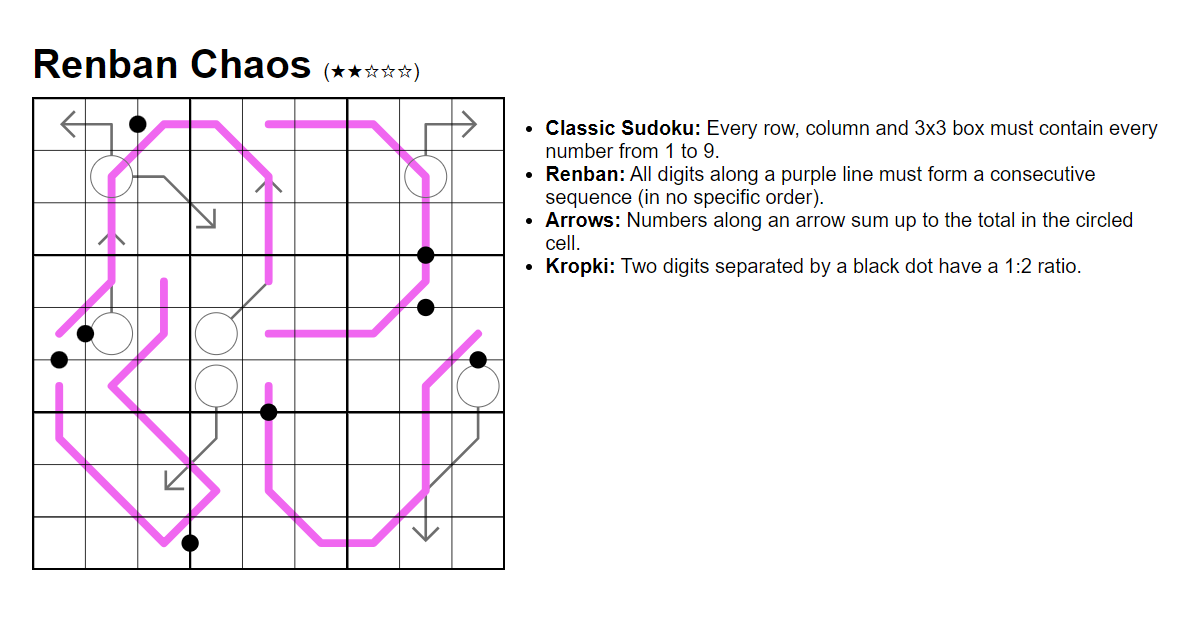 Renban Chaos (★★☆☆☆)
• Classic Sudoku: Every row, column and 3x3 box must contain every
number from 1 to 9.
• Renban: All digits along a purple line must form a consecutive
sequence (in no specific order).
• Arrows: Numbers along an arrow sum up to the total in the circled
cell.
• Kropki: Two digits separated by a black dot have a 1:2 ratio.